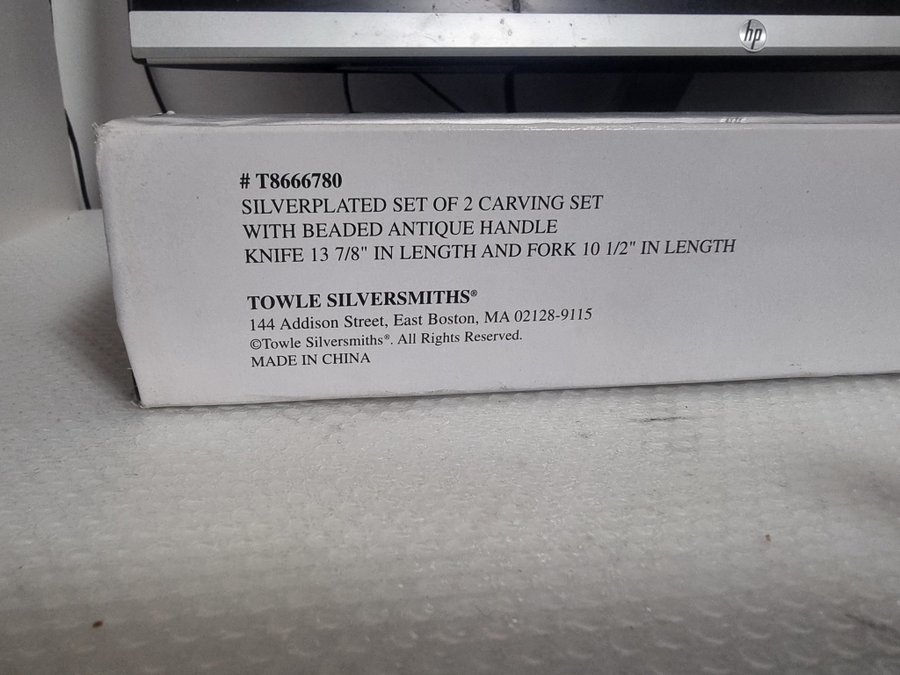 hp
# T8666780
SILVERPLATED SET OF 2 CARVING SET
WITH BEADED ANTIQUE HANDLE
KNIFE 13 7/8" IN LENGTH AND FORK 10 1/2" IN LENGTH
TOWLE SILVERSMITHS®
144 Addison Street, East Boston, MA 02128-9115
©Towle Silversmiths®. All Rights Reserved.
MADE IN CHINA